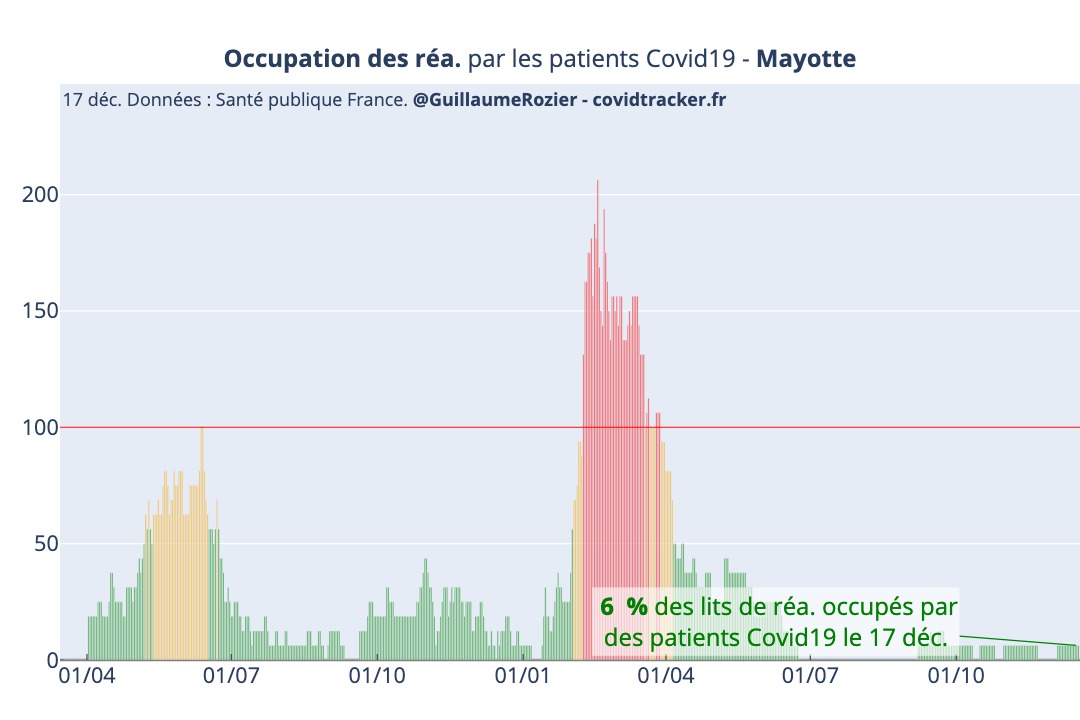 Occupation des réa. par les patients Covid19 - Mayotte
17 déc. Données : Santé publique France. @GuillaumeRozier - covidtracker.fr
200
150
100
50
0
6 % des lits de réa. occupés par
des patients Covid19 le 17 déc.
01/04 01/07 01/10 01/01 01/04 01/07 01/10